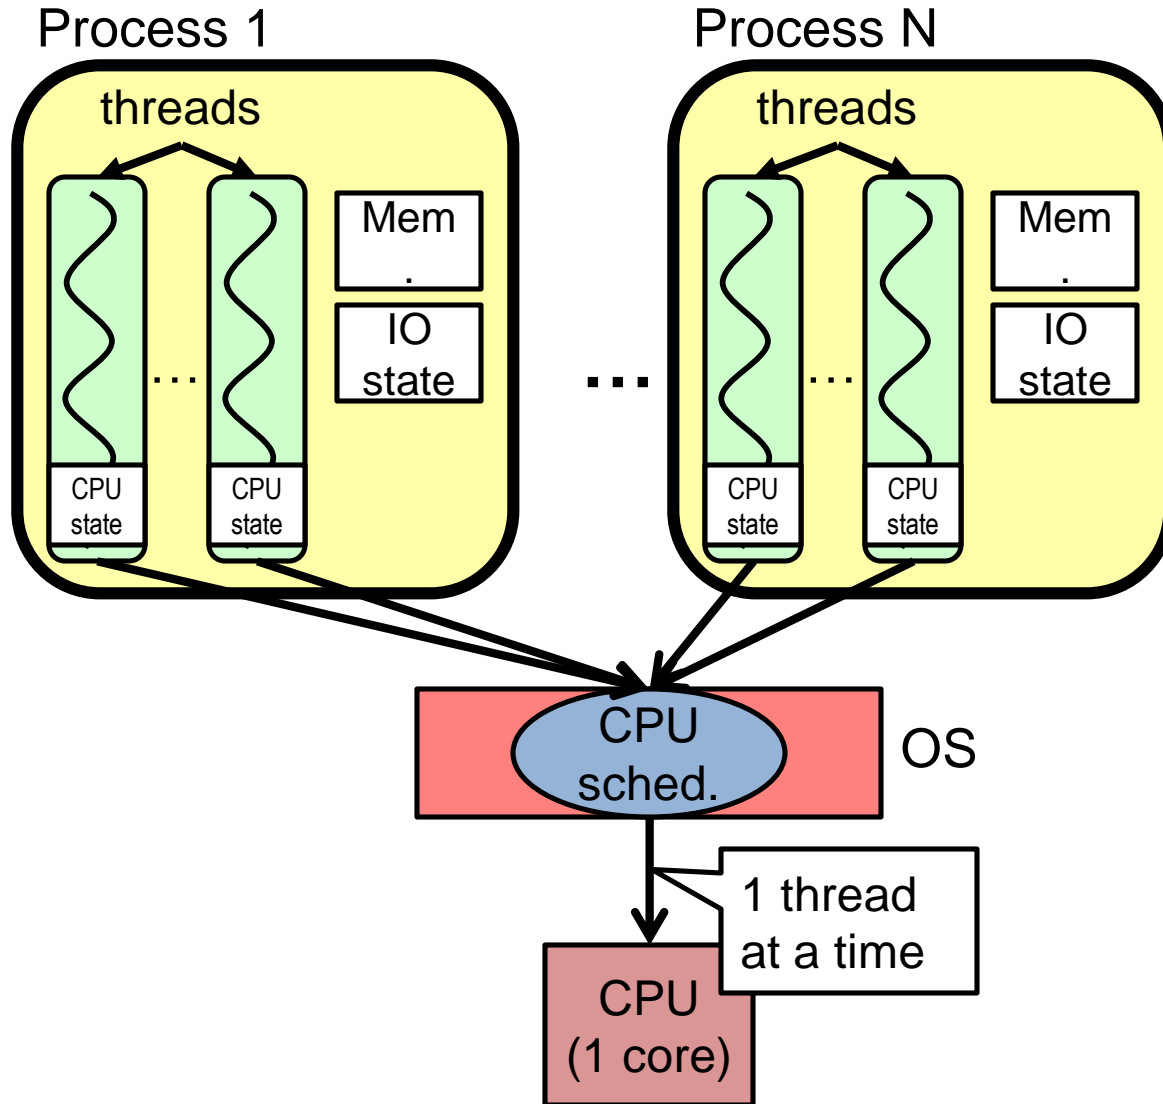 Process 1
Process N
threads
threads
Mem
.
Mem
.
IO
state
IO
state
...
...
...
CPU
state
CPU
state
CPU
state
CPU
state
CPU
sched.
OS
1 thread
at a time
CPU
(1 core)